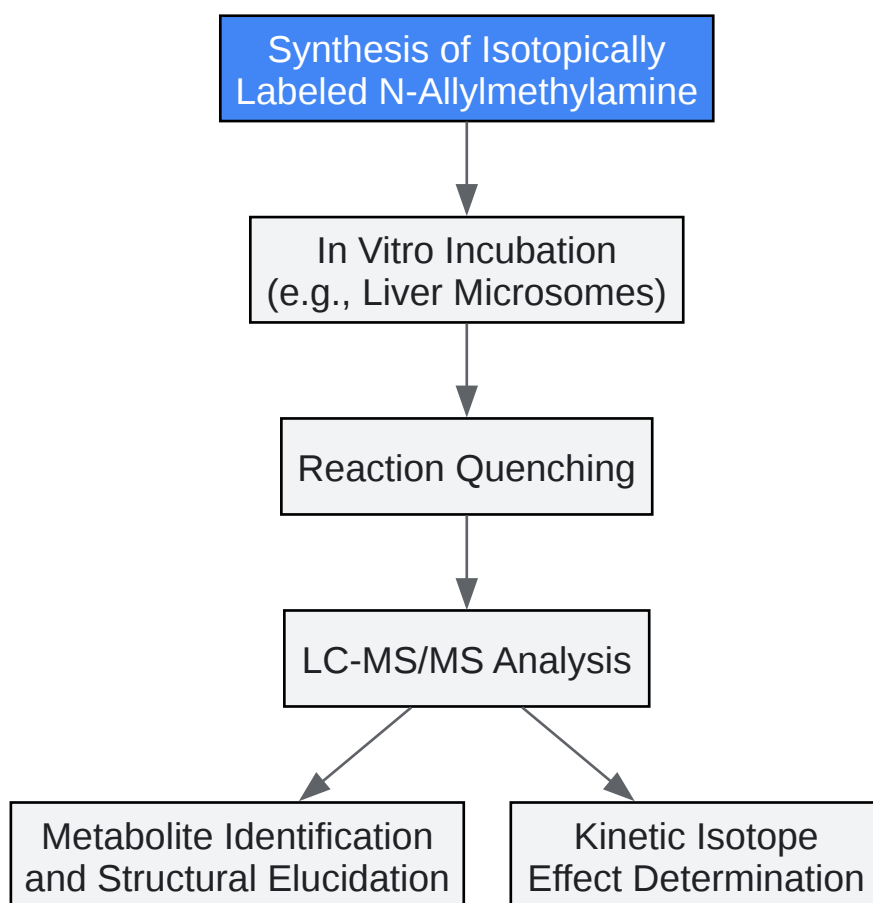 Synthesis of Isotopically
Labeled N-Allylmethylamine
In Vitro Incubation
(e.g., Liver Microsomes)
Reaction Quenching
LC-MS/MS Analysis
Metabolite Identification
and Structural Elucidation
Kinetic Isotope
Effect Determination